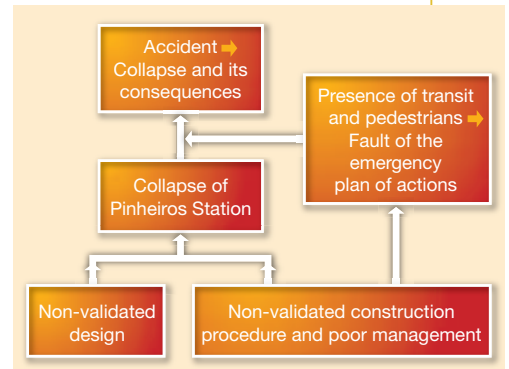 Accident ➡
Collapse and its
consequences
Presence of transit
and pedestrians ➡
Fault of the
emergency
plan of actions
Collapse of
Pinheiros Station
Non-validated
design
Non-validated construction
procedure and poor management